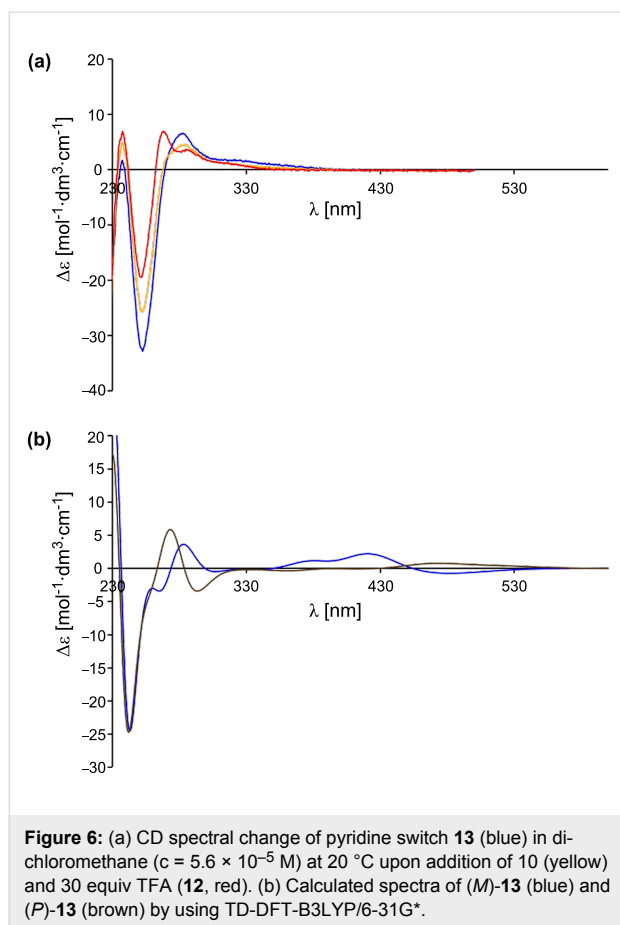 (a)
20
10
0
230
330
430
530
λ [nm]
−10
−20
−30
−40
Δε [mol⁻¹·dm³·cm⁻¹]
(b)
20
15
10
5
0
230
330
430
530
λ [nm]
−5
−10
−15
−20
−25
−30
Δε [mol⁻¹·dm³·cm⁻¹]
Figure 6: (a) CD spectral change of pyridine switch 13 (blue) in di-
chloromethane (c = 5.6 × 10⁻⁵ M) at 20 °C upon addition of 10 (yellow)
and 30 equiv TFA (12, red). (b) Calculated spectra of (M)-13 (blue) and
(P)-13 (brown) by using TD-DFT-B3LYP/6-31G*.